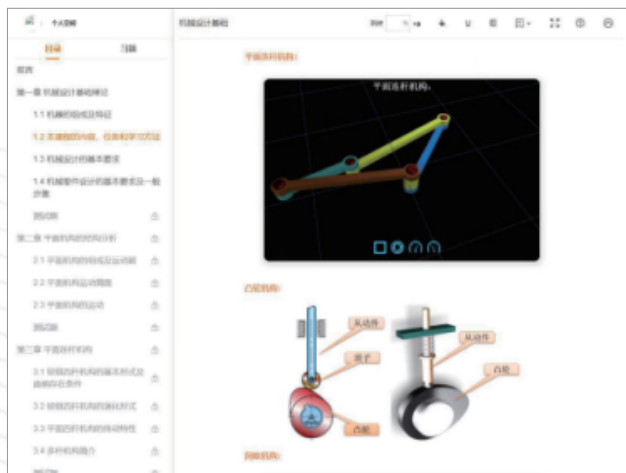 个人空间
机械设计基础
目录
习题
前言
第一章 机械设计基础概论
1.1 机器的组成及特征
1.2 本课程的内容、任务和学习方法
1.3 机械设计的基本要求
1.4 机械零件设计的基本要求及一般
步骤
测试题
第二章 平面机构的结构分析
2.1 平面机构的组成及运动副
2.2 平面机构运动简图
2.3 平面机构的运动
测试题
第三章 平面连杆机构
3.1 铰链四杆机构的基本形式及
曲柄存在条件
3.2 铰链四杆机构的演化形式
3.3 平面四杆机构的传动特性
3.4 多杆机构简介
测试题
平面连杆机构:
平面连杆机构:
凸轮机构:
从动件
滚子
凸轮
从动件
凸轮
间歇机构: